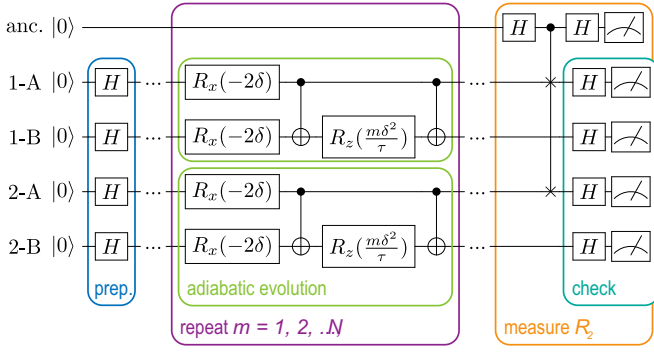 anc. |0⟩ H H
1-A |0⟩ H ... R_x(−2δ) ... H
1-B |0⟩ H ... R_x(−2δ) R_z(mδ²/τ) ... H
2-A |0⟩ H ... R_x(−2δ) ... H
2-B |0⟩ H ... R_x(−2δ) R_z(mδ²/τ) ... H
prep. adiabatic evolution check
repeat m = 1, 2, ..., N measure R₂